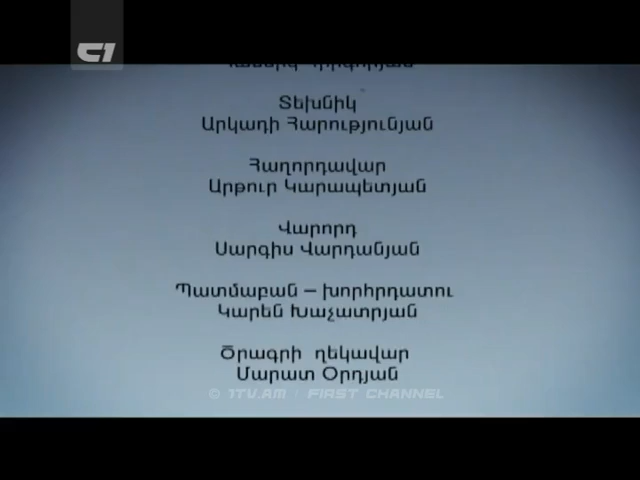 C1
Տեխնիկ
Արկադի Հարությունյան
Հաղորդավար
Արթուր Կարապետյան
Վարորդ
Սարգիս Վարդանյան
Պատմաբան – խորհրդատու
Կարեն Խաչատրյան
Ծրագրի ղեկավար
Մարատ Օրդյան
© 1TV.AM / FIRST CHANNEL